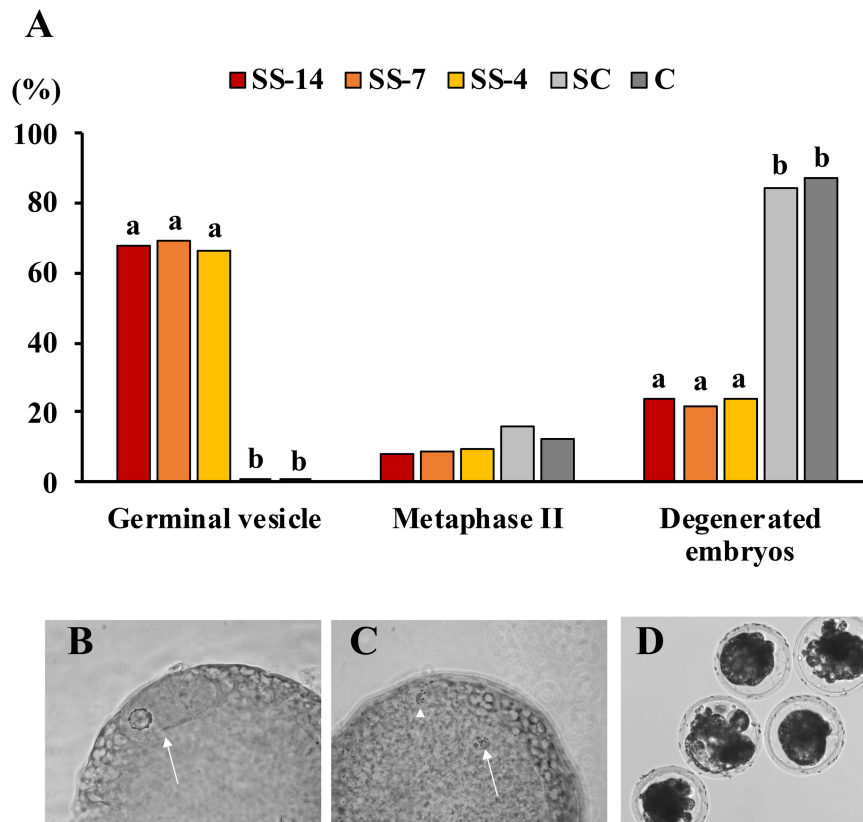 A
SS-14 SS-7 SS-4 SC C
(%)
100
80
60
40
20
0
a a a b b
a a a b b
Germinal vesicle Metaphase II Degenerated
embryos
B C D